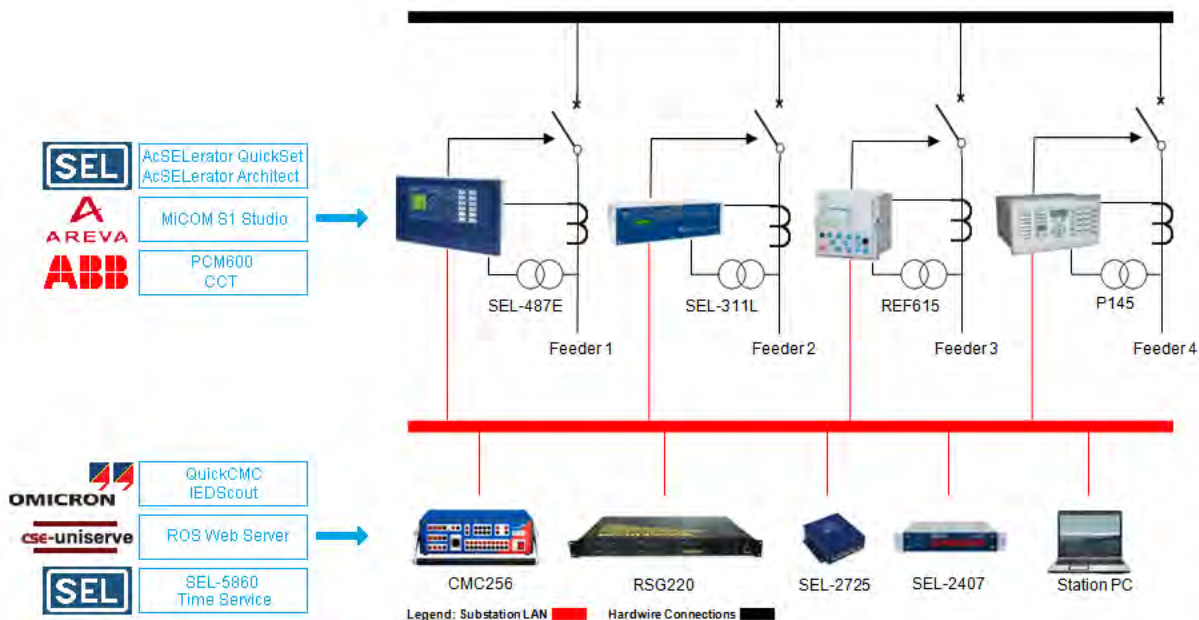 SEL
AcSELerator QuickSet
AcSELerator Architect
AREVA
MiCOM S1 Studio
ABB
PCM600
CCT
SEL-487E
SEL-311L
REF615
P145
Feeder 1
Feeder 2
Feeder 3
Feeder 4
OMICRON
QuickCMC
IEDScout
cse-uniserve
ROS Web Server
SEL
SEL-5860
Time Service
CMC256
RSG220
SEL-2725
SEL-2407
Station PC
Legend: Substation LAN
Hardwire Connections